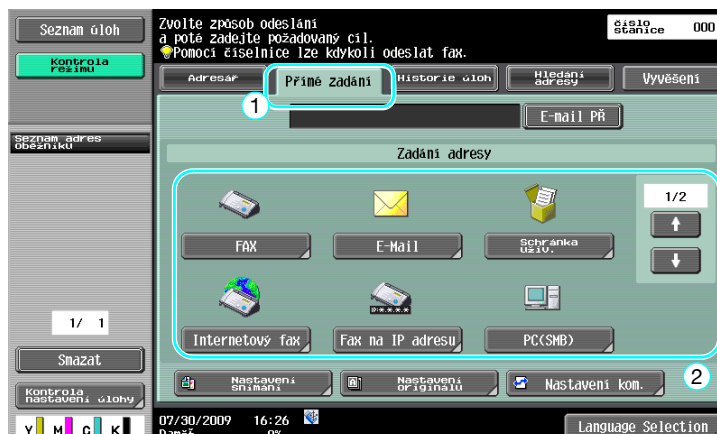 Seznam úloh
Zvolte způsob odeslání
a poté zadejte požadovaný cíl.
Pomocí číselnice lze kdykoli odeslat fax.
číslo
stanice
000
Kontrola
režimu
Adresář
Přímé zadání
Historie úloh
Hledání
adresy
Vyvěšení
1
E-mail PŘ
Seznam adres
oběžníku
Zadání adresy
1/2
FAX
E-Mail
Schránka
uživ.
Internetový fax
Fax na IP adresu
PC(SMB)
1/ 1
Smazat
Nastavení
snímání
Nastavení
originálu
Nastavení kom.
2
Kontrola
nastavení úlohy
Y M C K
07/30/2009 16:26
Paměť 0%
Language Selection